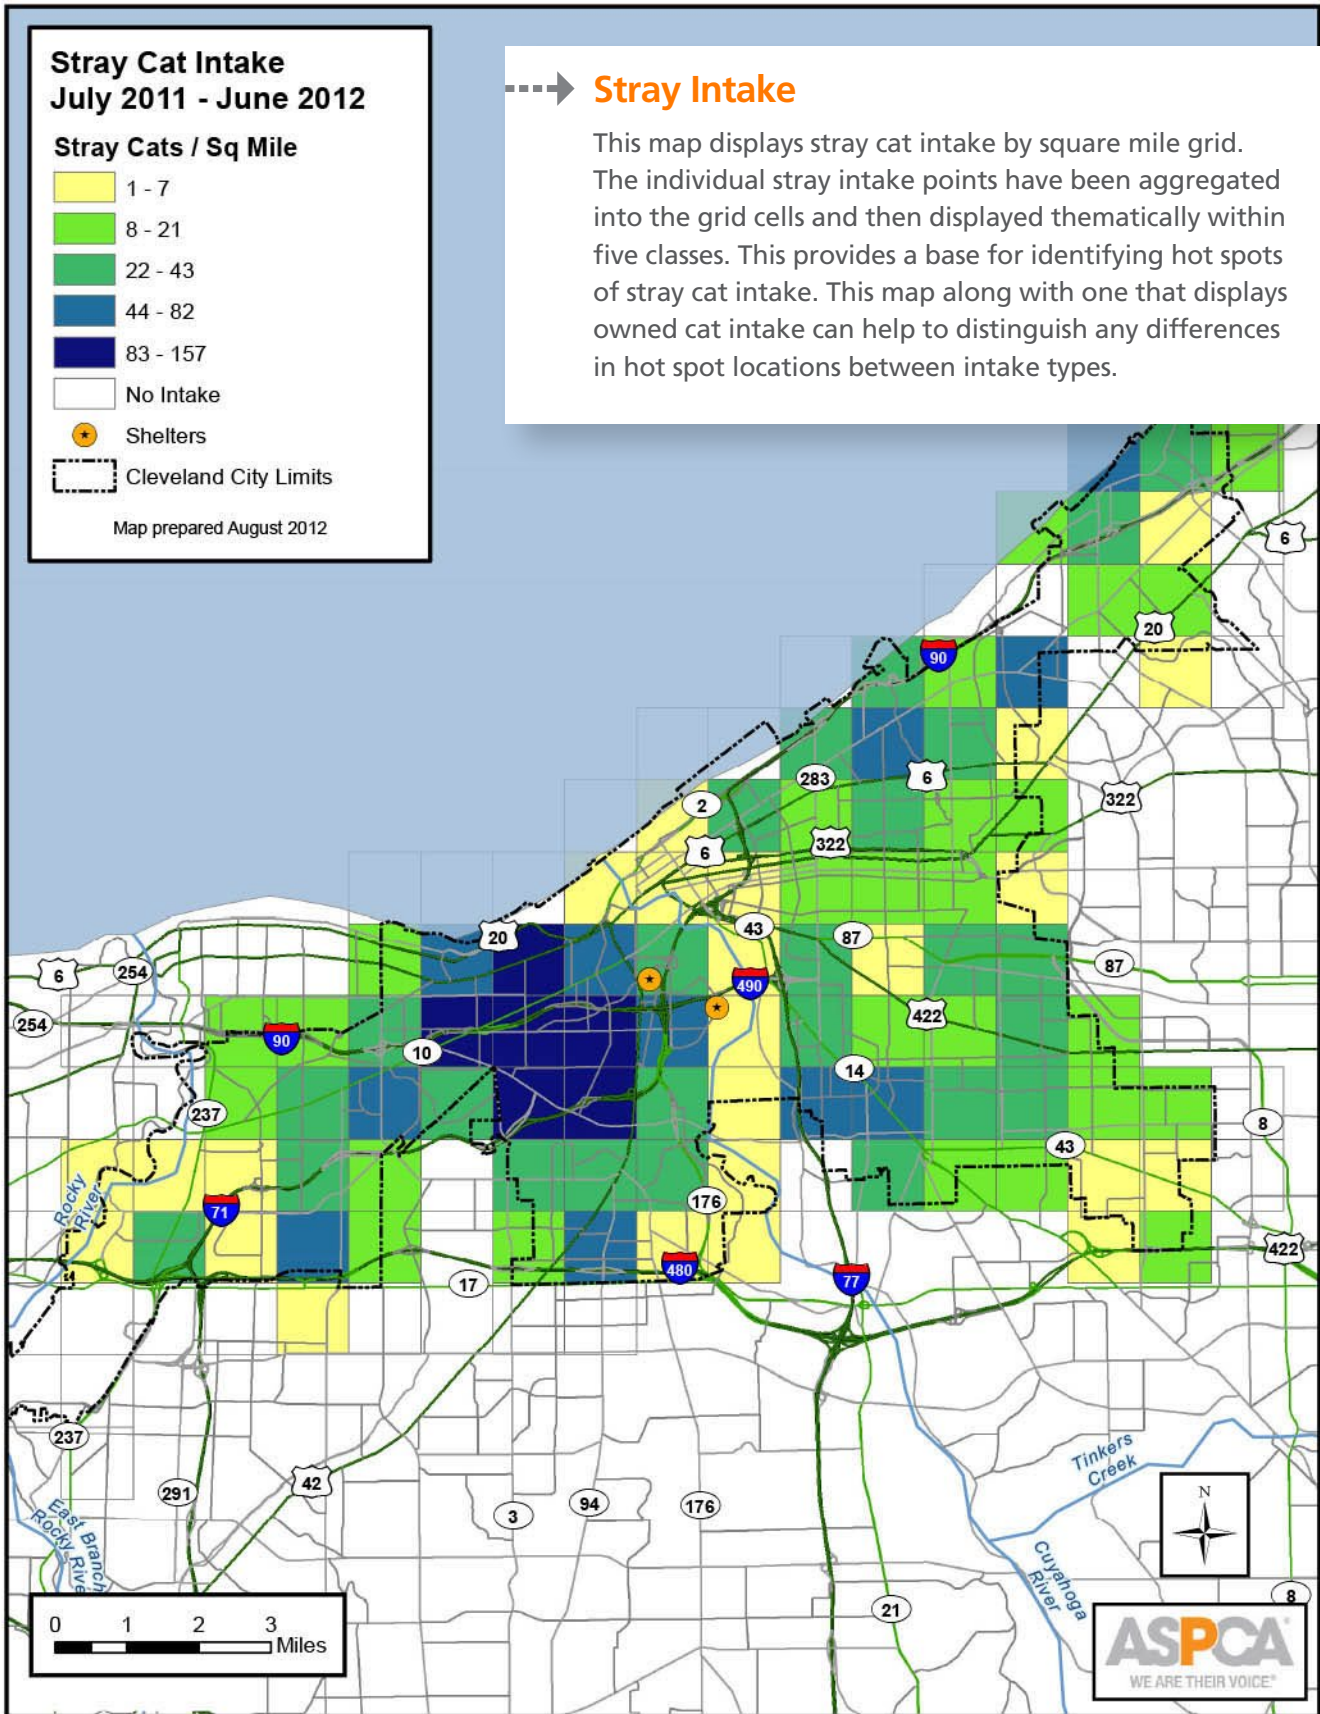 Stray Cat Intake
July 2011 - June 2012
Stray Cats / Sq Mile
1 - 7
8 - 21
22 - 43
44 - 82
83 - 157
No Intake
Shelters
Cleveland City Limits
Map prepared August 2012
Stray Intake
This map displays stray cat intake by square mile grid.
The individual stray intake points have been aggregated
into the grid cells and then displayed thematically within
five classes. This provides a base for identifying hot spots
of stray cat intake. This map along with one that displays
owned cat intake can help to distinguish any differences
in hot spot locations between intake types.
6
20
90
283
6
322
2
6
322
20
43
87
6
254
87
490
254
422
90
10
14
237
8
43
Rocky
River
176
71
422
480
17
77
237
Tinkers
Creek
42
291
94
176
3
N
East Branch
Rocky Rive
Cuyahoga
River
8
21
0 1 2 3
Miles
ASPCA
WE ARE THEIR VOICE®